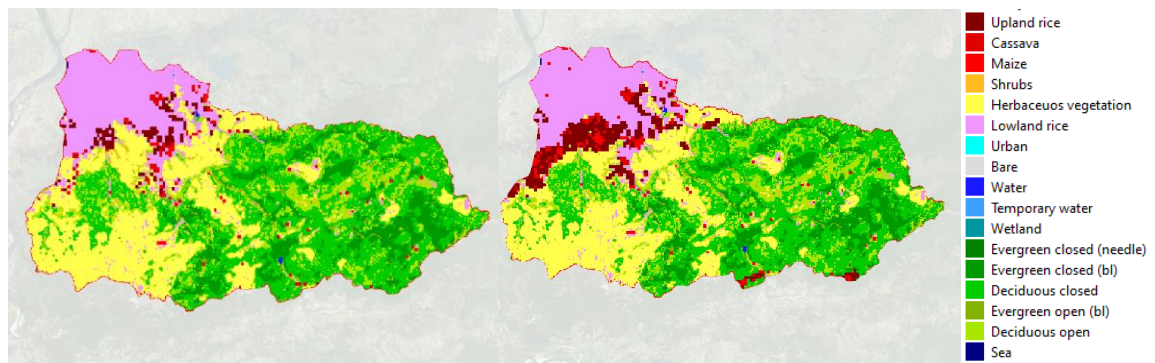 Upland rice
Cassava
Maize
Shrubs
Herbaceuos vegetation
Lowland rice
Urban
Bare
Water
Temporary water
Wetland
Evergreen closed (needle)
Evergreen closed (bl)
Deciduous closed
Evergreen open (bl)
Deciduous open
Sea